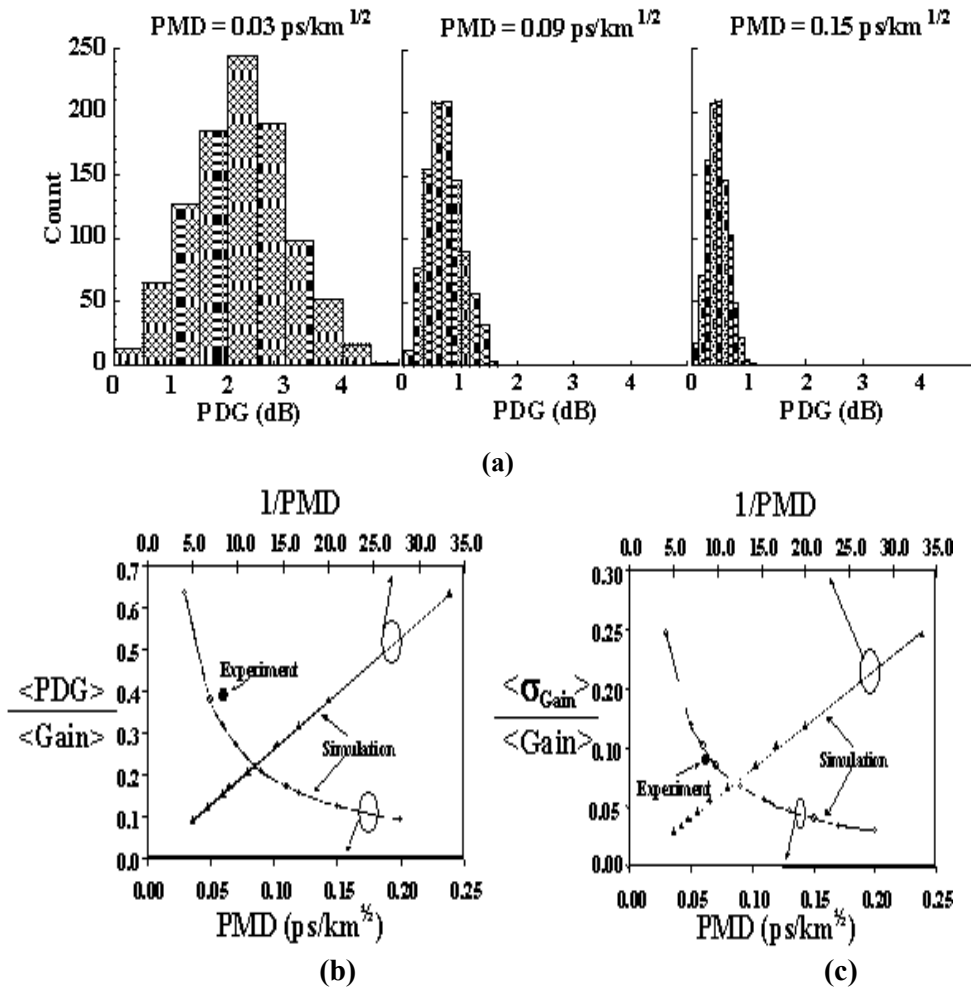 PMD = 0.03 ps/km 1/2 PMD = 0.09 ps/km 1/2 PMD = 0.15 ps/km 1/2
250
200
150
100
50
0
Count
0 1 2 3 4 0 1 2 3 4 0 1 2 3 4
PDG (dB) PDG (dB) PDG (dB)
(a)
1/PMD
0.0 5.0 10.0 15.0 20.0 25.0 30.0 35.0
0.7
0.6
0.5
0.4
0.3
0.2
0.1
0.0
<PDG>
<Gain>
Experiment
Simulation
0.00 0.05 0.10 0.15 0.20 0.25
PMD (ps/km½)
(b)
1/PMD
0.0 5.0 10.0 15.0 20.0 25.0 30.0 35.0
0.30
0.25
0.20
0.10
0.05
0.00
<σGain>
<Gain>
Experiment
Simulation
0.00 0.05 0.10 0.15 0.20 0.25
PMD (ps/km½)
(c)